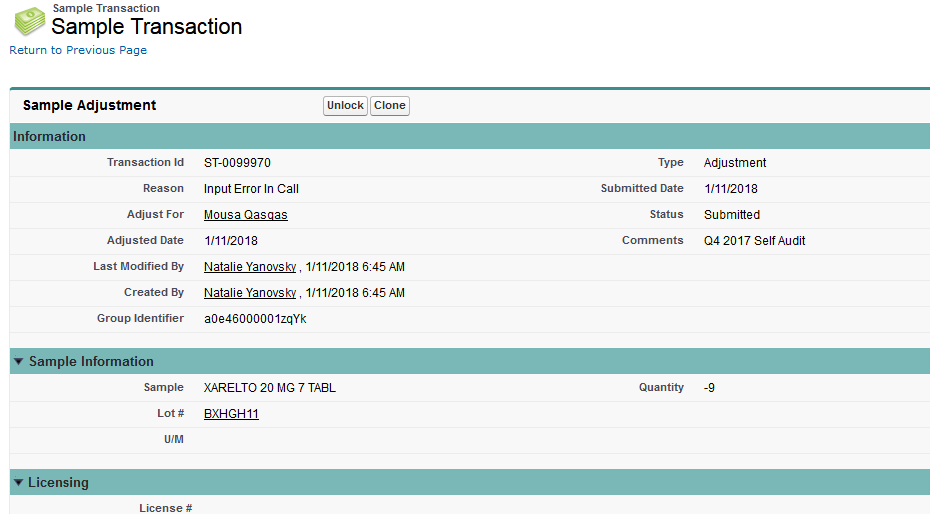 Sample Transaction
Sample Transaction
Return to Previous Page
Sample Adjustment Unlock Clone
Information
Transaction Id ST-0099970 Type Adjustment
Reason Input Error In Call Submitted Date 1/11/2018
Adjust For Mousa Qasqas Status Submitted
Adjusted Date 1/11/2018 Comments Q4 2017 Self Audit
Last Modified By Natalie Yanovsky , 1/11/2018 6:45 AM
Created By Natalie Yanovsky , 1/11/2018 6:45 AM
Group Identifier a0e46000001zqYk
Sample Information
Sample XARELTO 20 MG 7 TABL Quantity -9
Lot # BXHGH11
U/M
Licensing
License #